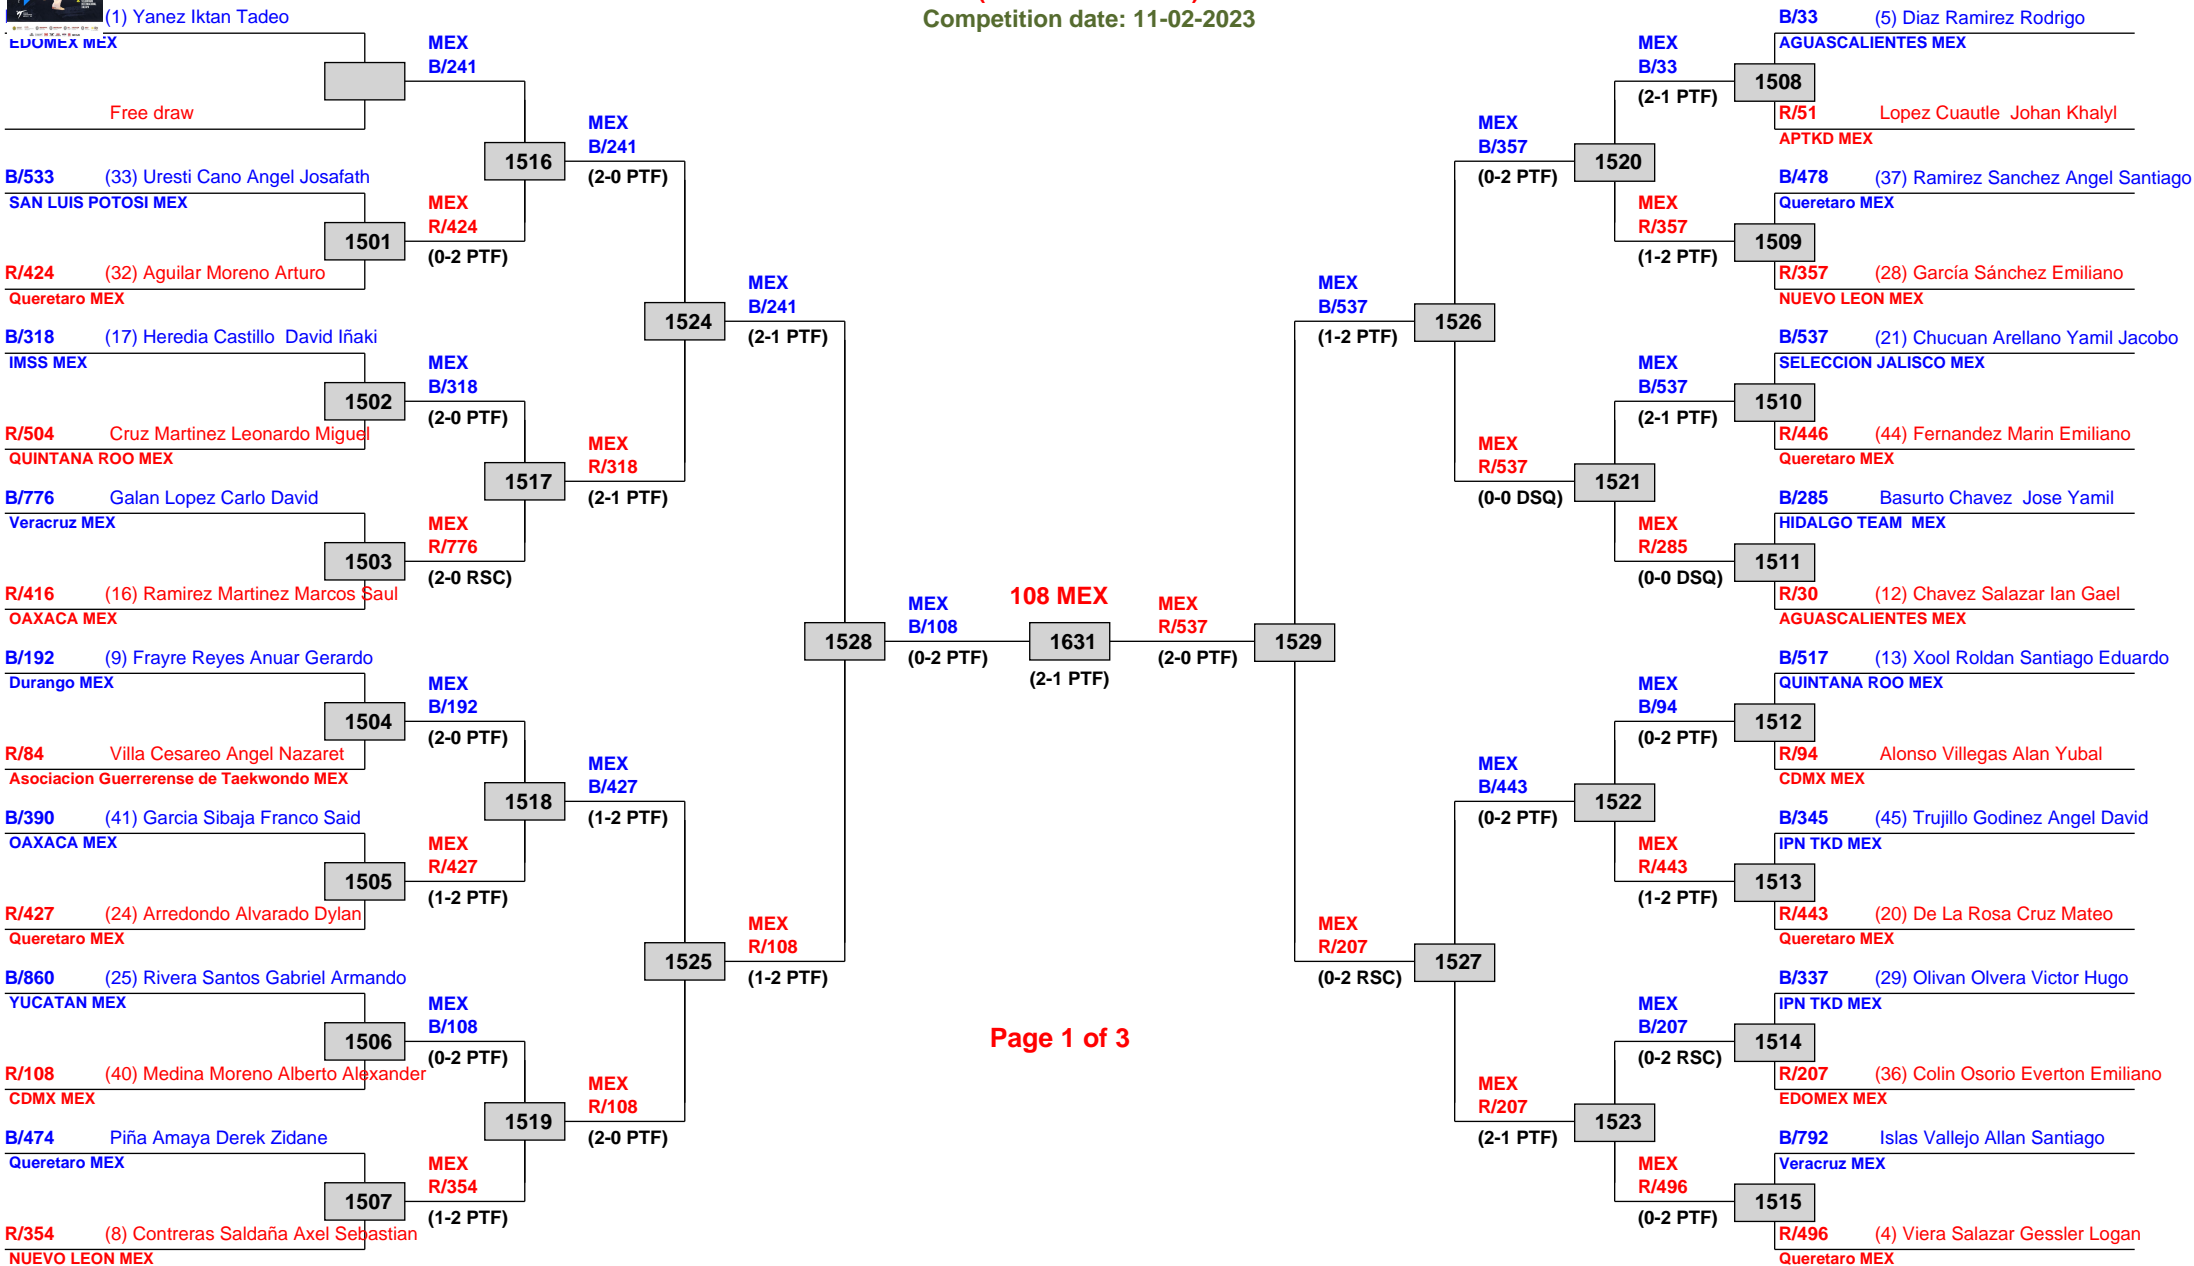 Competition date: 11-02-2023
(1) Yanez Iktan Tadeo
EDOMEX MEX
Free draw
B/533 (33) Uresti Cano Angel Josafath
SAN LUIS POTOSI MEX
R/424 (32) Aguilar Moreno Arturo
Queretaro MEX
B/318 (17) Heredia Castillo David Iñaki
IMSS MEX
1502
R/504 Cruz Martinez Leonardo Miguel
QUINTANA ROO MEX
B/776 Galan Lopez Carlo David
Veracruz MEX
1503
R/416 (16) Ramirez Martinez Marcos Saul
OAXACA MEX
B/192 (9) Frayre Reyes Anuar Gerardo
Durango MEX
1504
R/84 Villa Cesareo Angel Nazaret
Asociacion Guerrerense de Taekwondo MEX
B/390 (41) Garcia Sibaja Franco Said
OAXACA MEX
1505
R/427 (24) Arredondo Alvarado Dylan
Queretaro MEX
B/860 (25) Rivera Santos Gabriel Armando
YUCATAN MEX
1506
R/108 (40) Medina Moreno Alberto Alexander
CDMX MEX
B/474 Piña Amaya Derek Zidane
Queretaro MEX
1507
R/354 (8) Contreras Saldaña Axel Sebastian
NUEVO LEON MEX
MEX
B/241
1501
MEX
R/424
(0-2 PTF)
MEX
B/318
(2-0 PTF)
MEX
R/776
(2-0 RSC)
MEX
B/192
(2-0 PTF)
MEX
R/427
(1-2 PTF)
MEX
B/108
(0-2 PTF)
MEX
R/354
(1-2 PTF)
1516
MEX
B/241
(2-0 PTF)
1517
MEX
R/318
(2-1 PTF)
1518
MEX
B/427
(1-2 PTF)
1519
MEX
R/108
(2-0 PTF)
1524
MEX
B/241
(2-1 PTF)
1525
MEX
R/108
(1-2 PTF)
1528
MEX
B/108
(0-2 PTF)
108 MEX
1631
(2-1 PTF)
MEX
R/537
(2-0 PTF)
1529
Page 1 of 3
MEX
B/537
(1-2 PTF)
1526
MEX
R/207
(0-2 RSC)
1527
MEX
B/357
(0-2 PTF)
1520
MEX
R/537
(0-0 DSQ)
1521
MEX
B/443
(0-2 PTF)
1522
MEX
R/207
(2-1 PTF)
1523
MEX
B/33
(2-1 PTF)
1508
MEX
R/357
(1-2 PTF)
1509
MEX
B/537
(2-1 PTF)
1510
MEX
R/285
(0-0 DSQ)
1511
MEX
B/94
(0-2 PTF)
1512
MEX
R/443
(1-2 PTF)
1513
MEX
B/207
(0-2 RSC)
1514
MEX
R/496
(0-2 PTF)
1515
B/33 (5) Diaz Ramirez Rodrigo
AGUASCALIENTES MEX
R/51 Lopez Cuautle Johan Khalyl
APTKD MEX
B/478 (37) Ramirez Sanchez Angel Santiago
Queretaro MEX
R/357 (28) García Sánchez Emiliano
NUEVO LEON MEX
B/537 (21) Chucuan Arellano Yamil Jacobo
SELECCION JALISCO MEX
R/446 (44) Fernandez Marin Emiliano
Queretaro MEX
B/285 Basurto Chavez Jose Yamil
HIDALGO TEAM MEX
R/30 (12) Chavez Salazar Ian Gael
AGUASCALIENTES MEX
B/517 (13) Xool Roldan Santiago Eduardo
QUINTANA ROO MEX
R/94 Alonso Villegas Alan Yubal
CDMX MEX
B/345 (45) Trujillo Godinez Angel David
IPN TKD MEX
R/443 (20) De La Rosa Cruz Mateo
Queretaro MEX
B/337 (29) Olivan Olvera Victor Hugo
IPN TKD MEX
R/207 (36) Colin Osorio Everton Emiliano
EDOMEX MEX
B/792 Islas Vallejo Allan Santiago
Veracruz MEX
R/496 (4) Viera Salazar Gessler Logan
Queretaro MEX